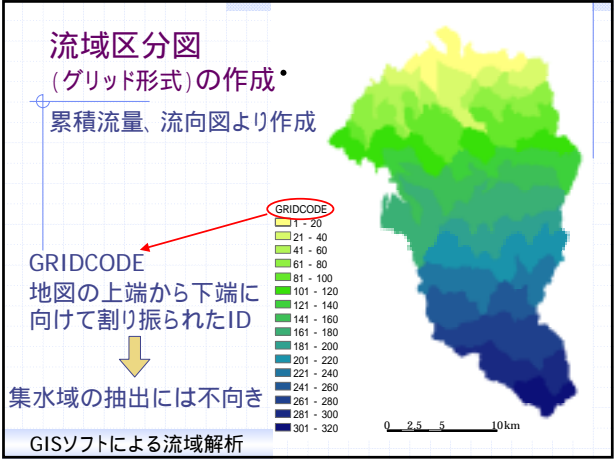 流域区分図
(グリッド形式)の作成
累積流量、流向図より作成
GRIDCODE
1 - 20
21 - 40
41 - 60
61 - 80
81 - 100
101 - 120
121 - 140
141 - 160
161 - 180
181 - 200
201 - 220
221 - 240
241 - 260
261 - 280
281 - 300
301 - 320
GRIDCODE
地図の上端から下端に
向けて割り振られたID
集水域の抽出には不向き
0 2.5 5 10km
GISソフトによる流域解析